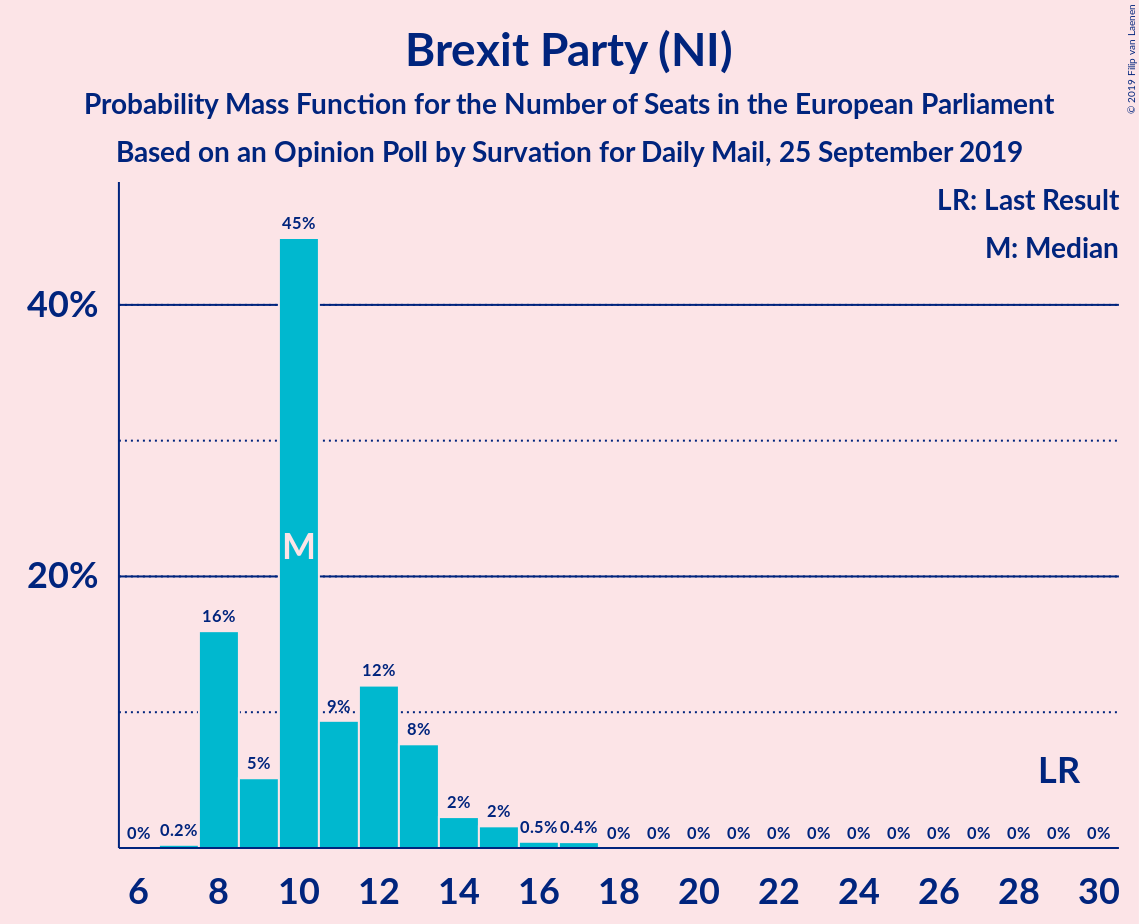 Brexit Party (NI)
Probability Mass Function for the Number of Seats in the European Parliament
Based on an Opinion Poll by Survation for Daily Mail, 25 September 2019
© 2019 Filip van Laenen
LR: Last Result
M: Median
45%
40%
M
20%
16%
12%
9%
8%
5%
LR
2%
2%
0% 0.2% 0.5% 0.4% 0% 0% 0% 0% 0% 0% 0% 0% 0% 0% 0% 0% 0%
6 8 10 12 14 16 18 20 22 24 26 28 30